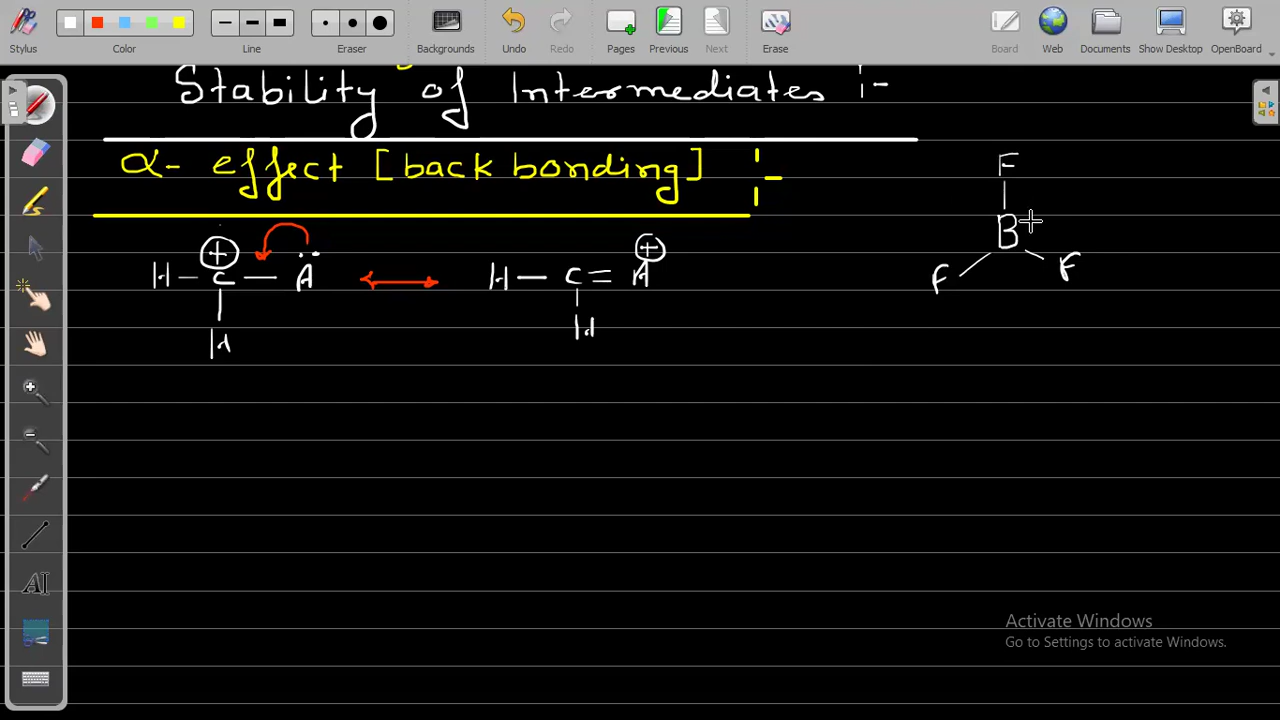 Stylus
Color
Line
Eraser
Backgrounds
Undo
Redo
Pages
Previous
Next
Erase
Board
Web
Documents
Show Desktop
OpenBoard
Stability of Intermediates :-
α- effect [back bonding] :-
H - C⊕ - Ä ⟷ H - C = A⊕
H H
F
B
F F
Activate Windows
Go to Settings to activate Windows.